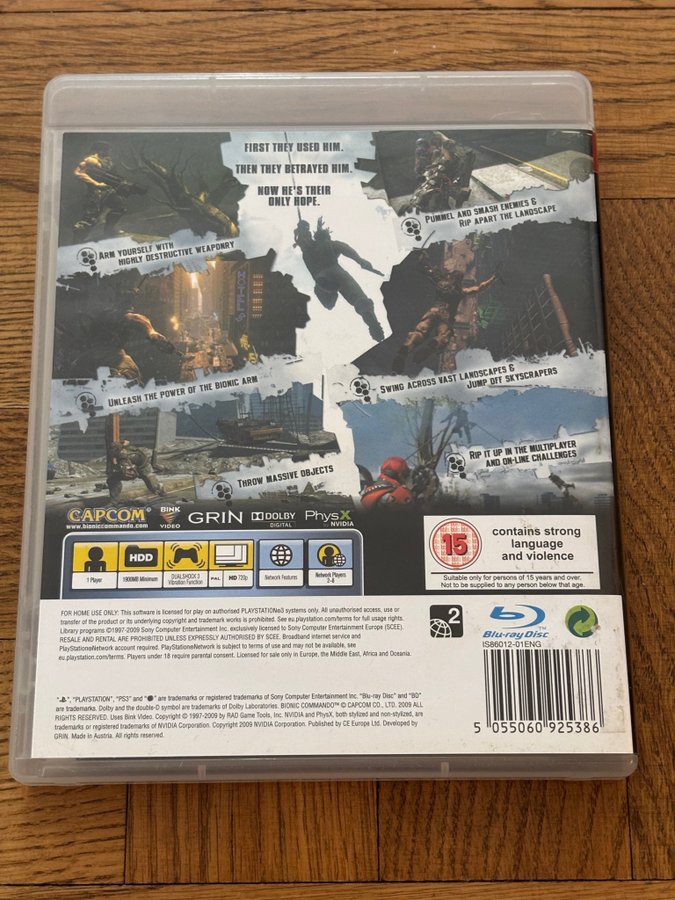 FIRST THEY USED HIM.
THEN THEY BETRAYED HIM.
NOW HE'S THEIR
ONLY HOPE.
PUMMEL AND SMASH ENEMIES &
RIP APART THE LANDSCAPE
ARM YOURSELF WITH
HIGHLY DESTRUCTIVE WEAPONRY
HOTEL
SWING ACROSS VAST LANDSCAPES &
JUMP OFF SKYSCRAPERS
UNLEASH THE POWER OF THE BIONIC ARM
RIP IT UP IN THE MULTIPLAYER
AND ON-LINE CHALLENGES
THROW MASSIVE OBJECTS
CAPCOM
www.bioniccommando.com
BINK
VIDEO
GRIN
DOLBY
DIGITAL
PhysX
by NVIDIA
15
contains strong
language
and violence
Suitable only for persons of 15 years and over.
Not to be supplied to any person below that age.
1 Player
HDD
1900MB Minimum
DUALSHOCK 3
Vibration Function
PAL
HD 720p
Network Features
Network Players
2-8
FOR HOME USE ONLY: This software is licensed for play on authorised PLAYSTATION®3 systems only. All unauthorised access, use or
transfer of the product or its underlying copyright and trademark works is prohibited. See eu.playstation.com/terms for full usage rights.
Library programs ©1997-2009 Sony Computer Entertainment Inc. exclusively licensed to Sony Computer Entertainment Europe (SCEE).
RESALE AND RENTAL ARE PROHIBITED UNLESS EXPRESSLY AUTHORISED BY SCEE. Broadband internet service and
PlayStation®Network account required. PlayStation®Network is subject to terms of use and may not be available, see
eu.playstation.com/terms. Players under 18 require parental consent. Licensed for sale only in Europe, the Middle East, Africa and Oceania.
2
Blu-ray Disc
IS86012-01ENG
"PLAYSTATION", "PS3" and are trademarks or registered trademarks of Sony Computer Entertainment Inc. "Blu-ray Disc" and "BD"
are trademarks. Dolby and the double-D symbol are trademarks of Dolby Laboratories. BIONIC COMMANDO™ © CAPCOM CO., LTD. 2009 ALL
RIGHTS RESERVED. Uses Bink Video. Copyright © 1997-2009 by RAD Game Tools, Inc. NVIDIA and PhysX, both stylized and non-stylized, are
trademarks or registered trademarks of NVIDIA Corporation. Copyright 2009 NVIDIA Corporation. Published by CE Europe Ltd. Developed by
GRIN. Made in Austria. All rights reserved.
5 055060 925386